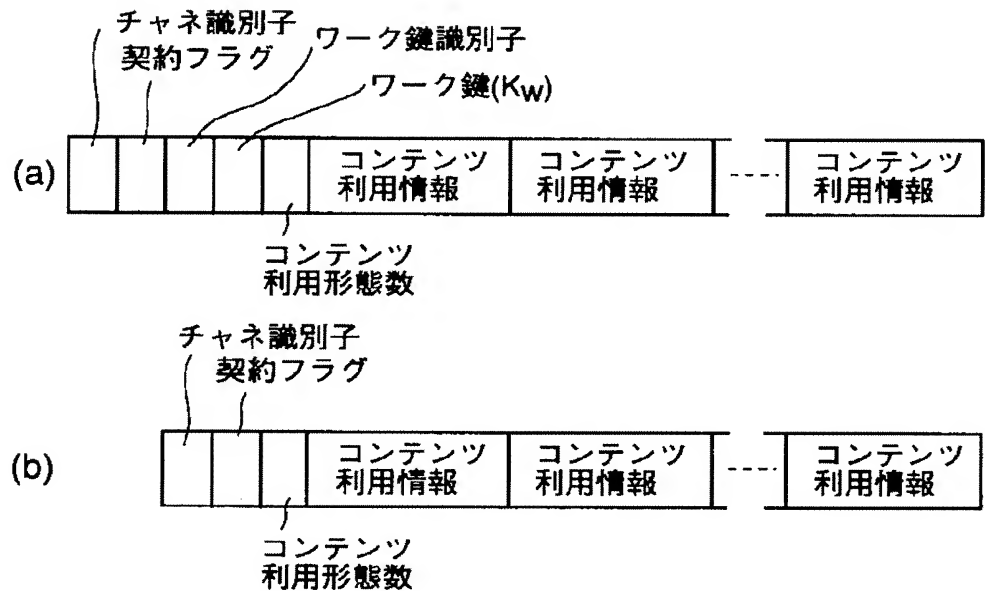 チャネ識別子
契約フラグ
ワーク鍵識別子
ワーク鍵(KW)
(a)
コンテンツ
利用情報
コンテンツ
利用情報
コンテンツ
利用情報
コンテンツ
利用形態数
チャネ識別子
契約フラグ
(b)
コンテンツ
利用情報
コンテンツ
利用情報
コンテンツ
利用情報
コンテンツ
利用形態数